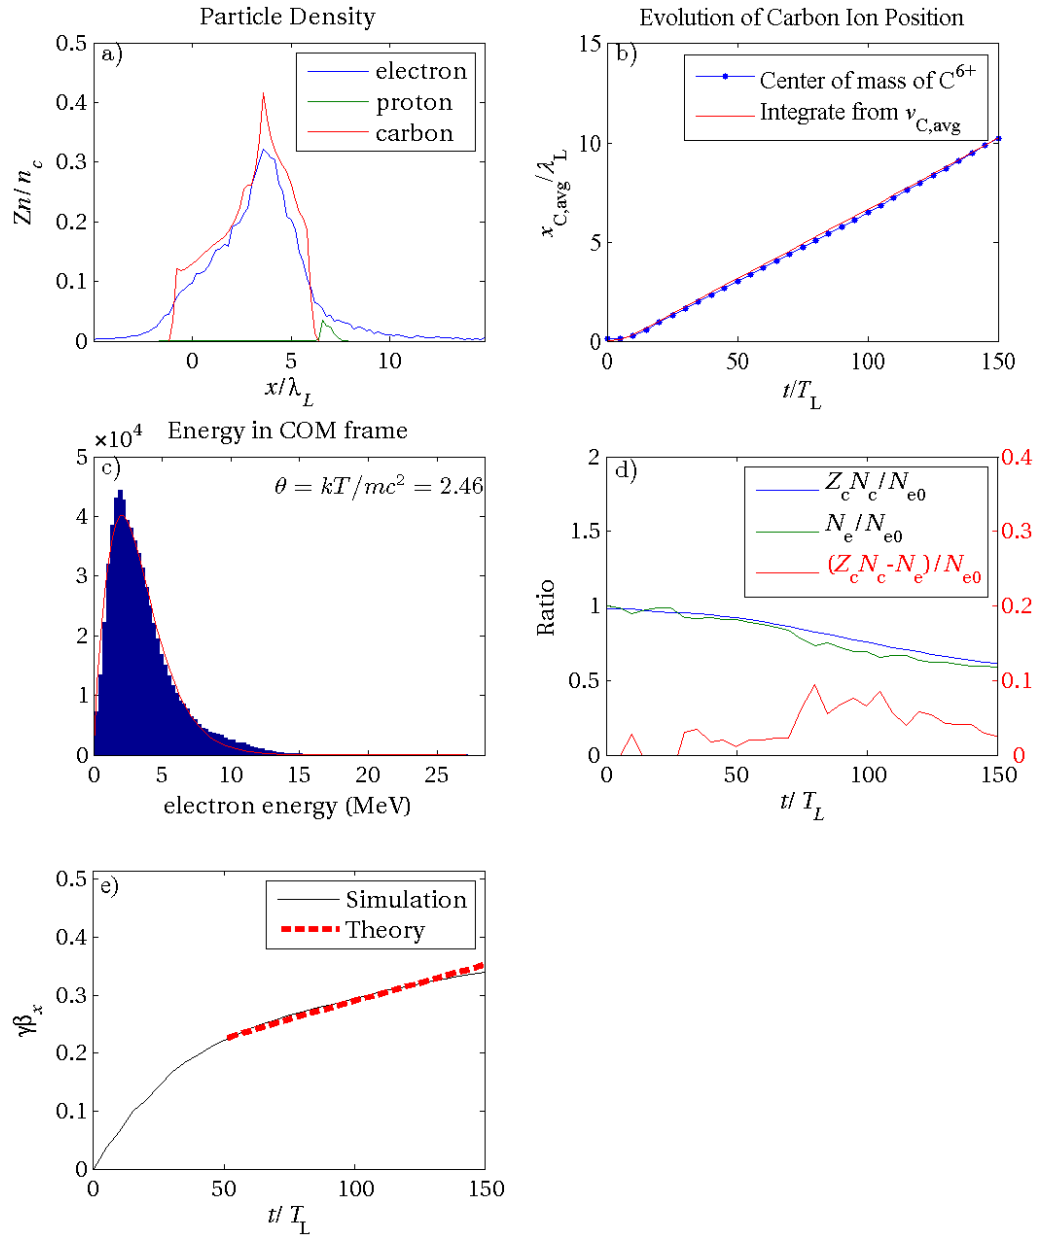 Particle Density
a)
0.5
0.4
0.3
0.2
0.1
0
electron
proton
carbon
Zn/n_c
0 5 10
x/λ_L
Evolution of Carbon Ion Position
b)
15
10
5
0
Center of mass of C^6+
Integrate from v_C,avg
x_C,avg/λ_L
0 50 100 150
t/T_L
×10^4
Energy in COM frame
c)
θ = kT/mc^2 = 2.46
5
4
3
2
1
0
0 5 10 15 20 25
electron energy (MeV)
d)
2
1.5
1
0.5
0
Z_cN_c/N_e0
N_e/N_e0
(Z_cN_c-N_e)/N_e0
Ratio
0.4
0.3
0.2
0.1
0
0 50 100 150
t/T_L
e)
0.5
0.4
0.3
0.2
0.1
0
Simulation
Theory
γβ_x
0 50 100 150
t/T_L